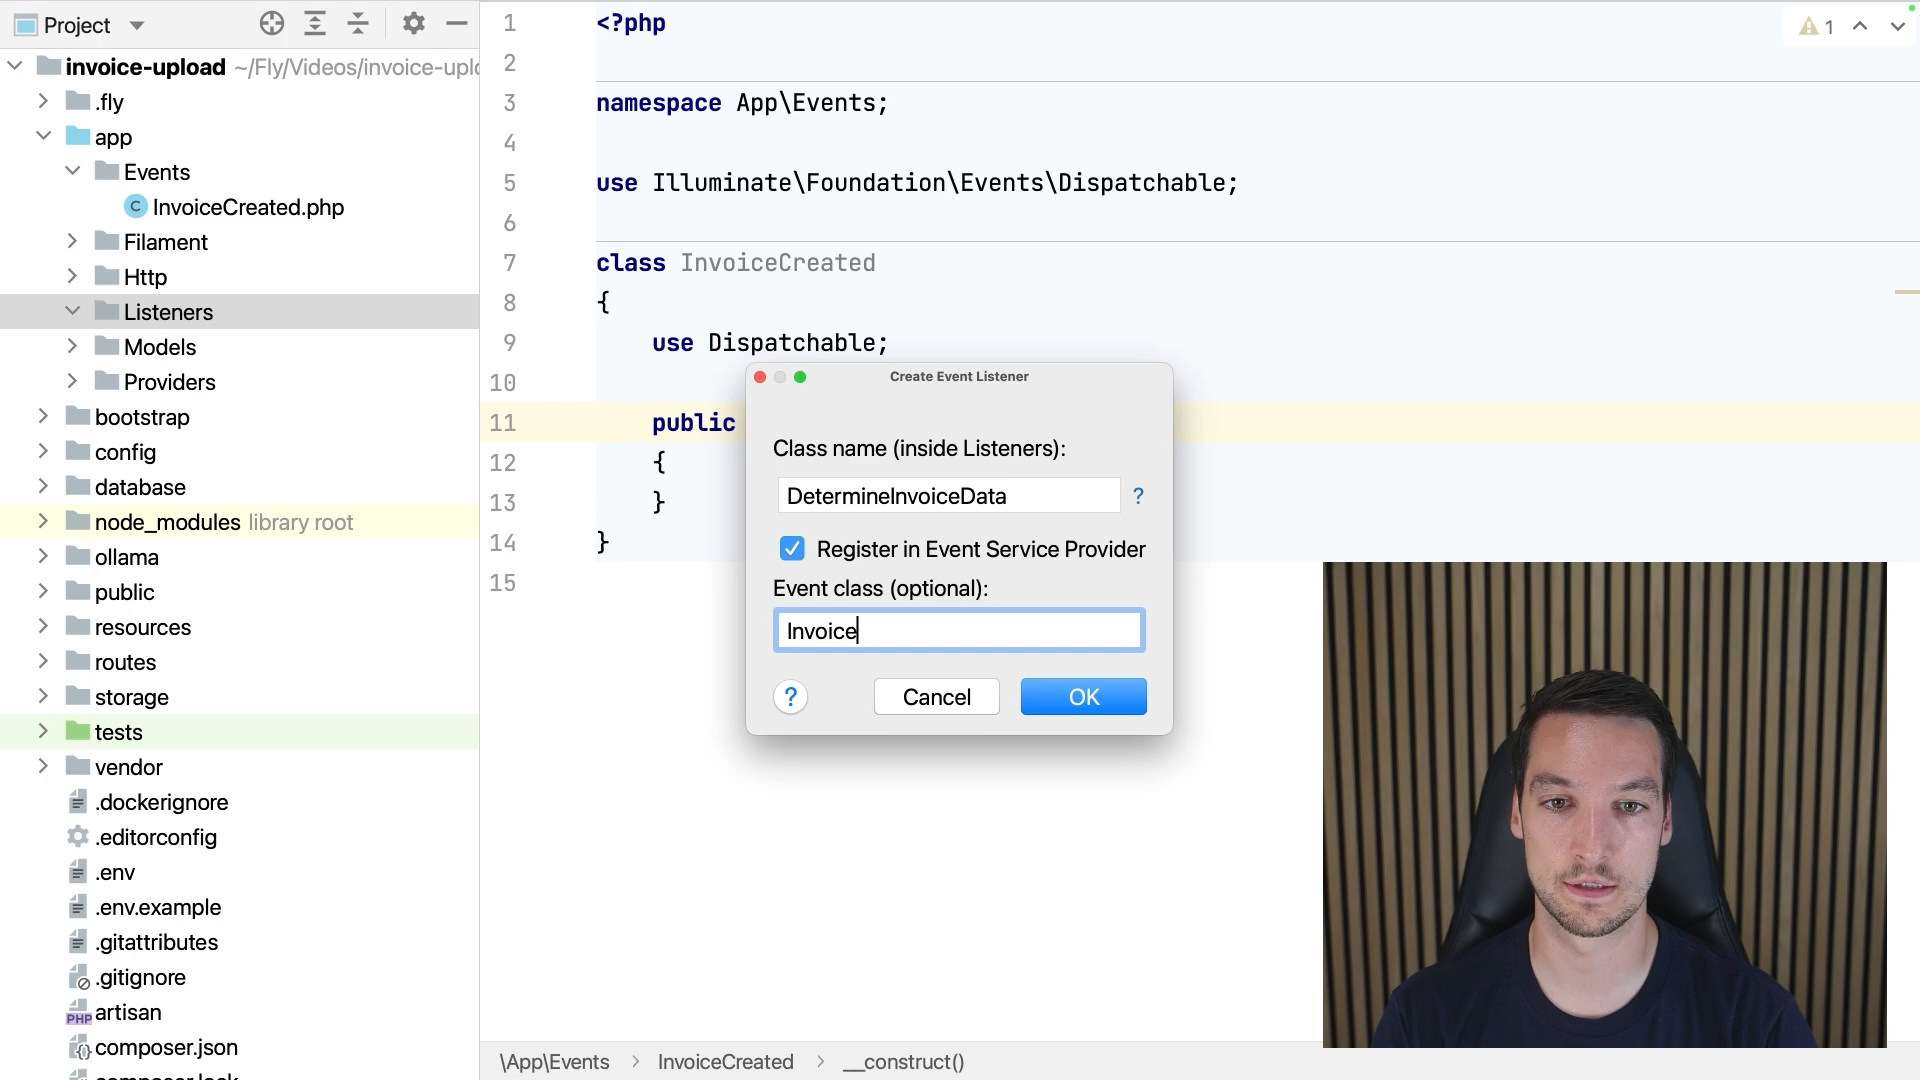 Project
invoice-upload ~/Fly/Videos/invoice-uplo
.fly
app
Events
C InvoiceCreated.php
Filament
Http
Listeners
Models
Providers
bootstrap
config
database
node_modules library root
ollama
public
resources
routes
storage
tests
vendor
.dockerignore
.editorconfig
.env
.env.example
.gitattributes
.gitignore
PHP artisan
composer.json
composer.lock
1 <?php
2
3 namespace App\Events;
4
5 use Illuminate\Foundation\Events\Dispatchable;
6
7 class InvoiceCreated
8 {
9 use Dispatchable;
10
11 public
12 {
13 }
14 }
15
1
Create Event Listener
Class name (inside Listeners):
DetermineInvoiceData ?
Register in Event Service Provider
Event class (optional):
Invoice
? Cancel OK
\App\Events > InvoiceCreated > __construct()